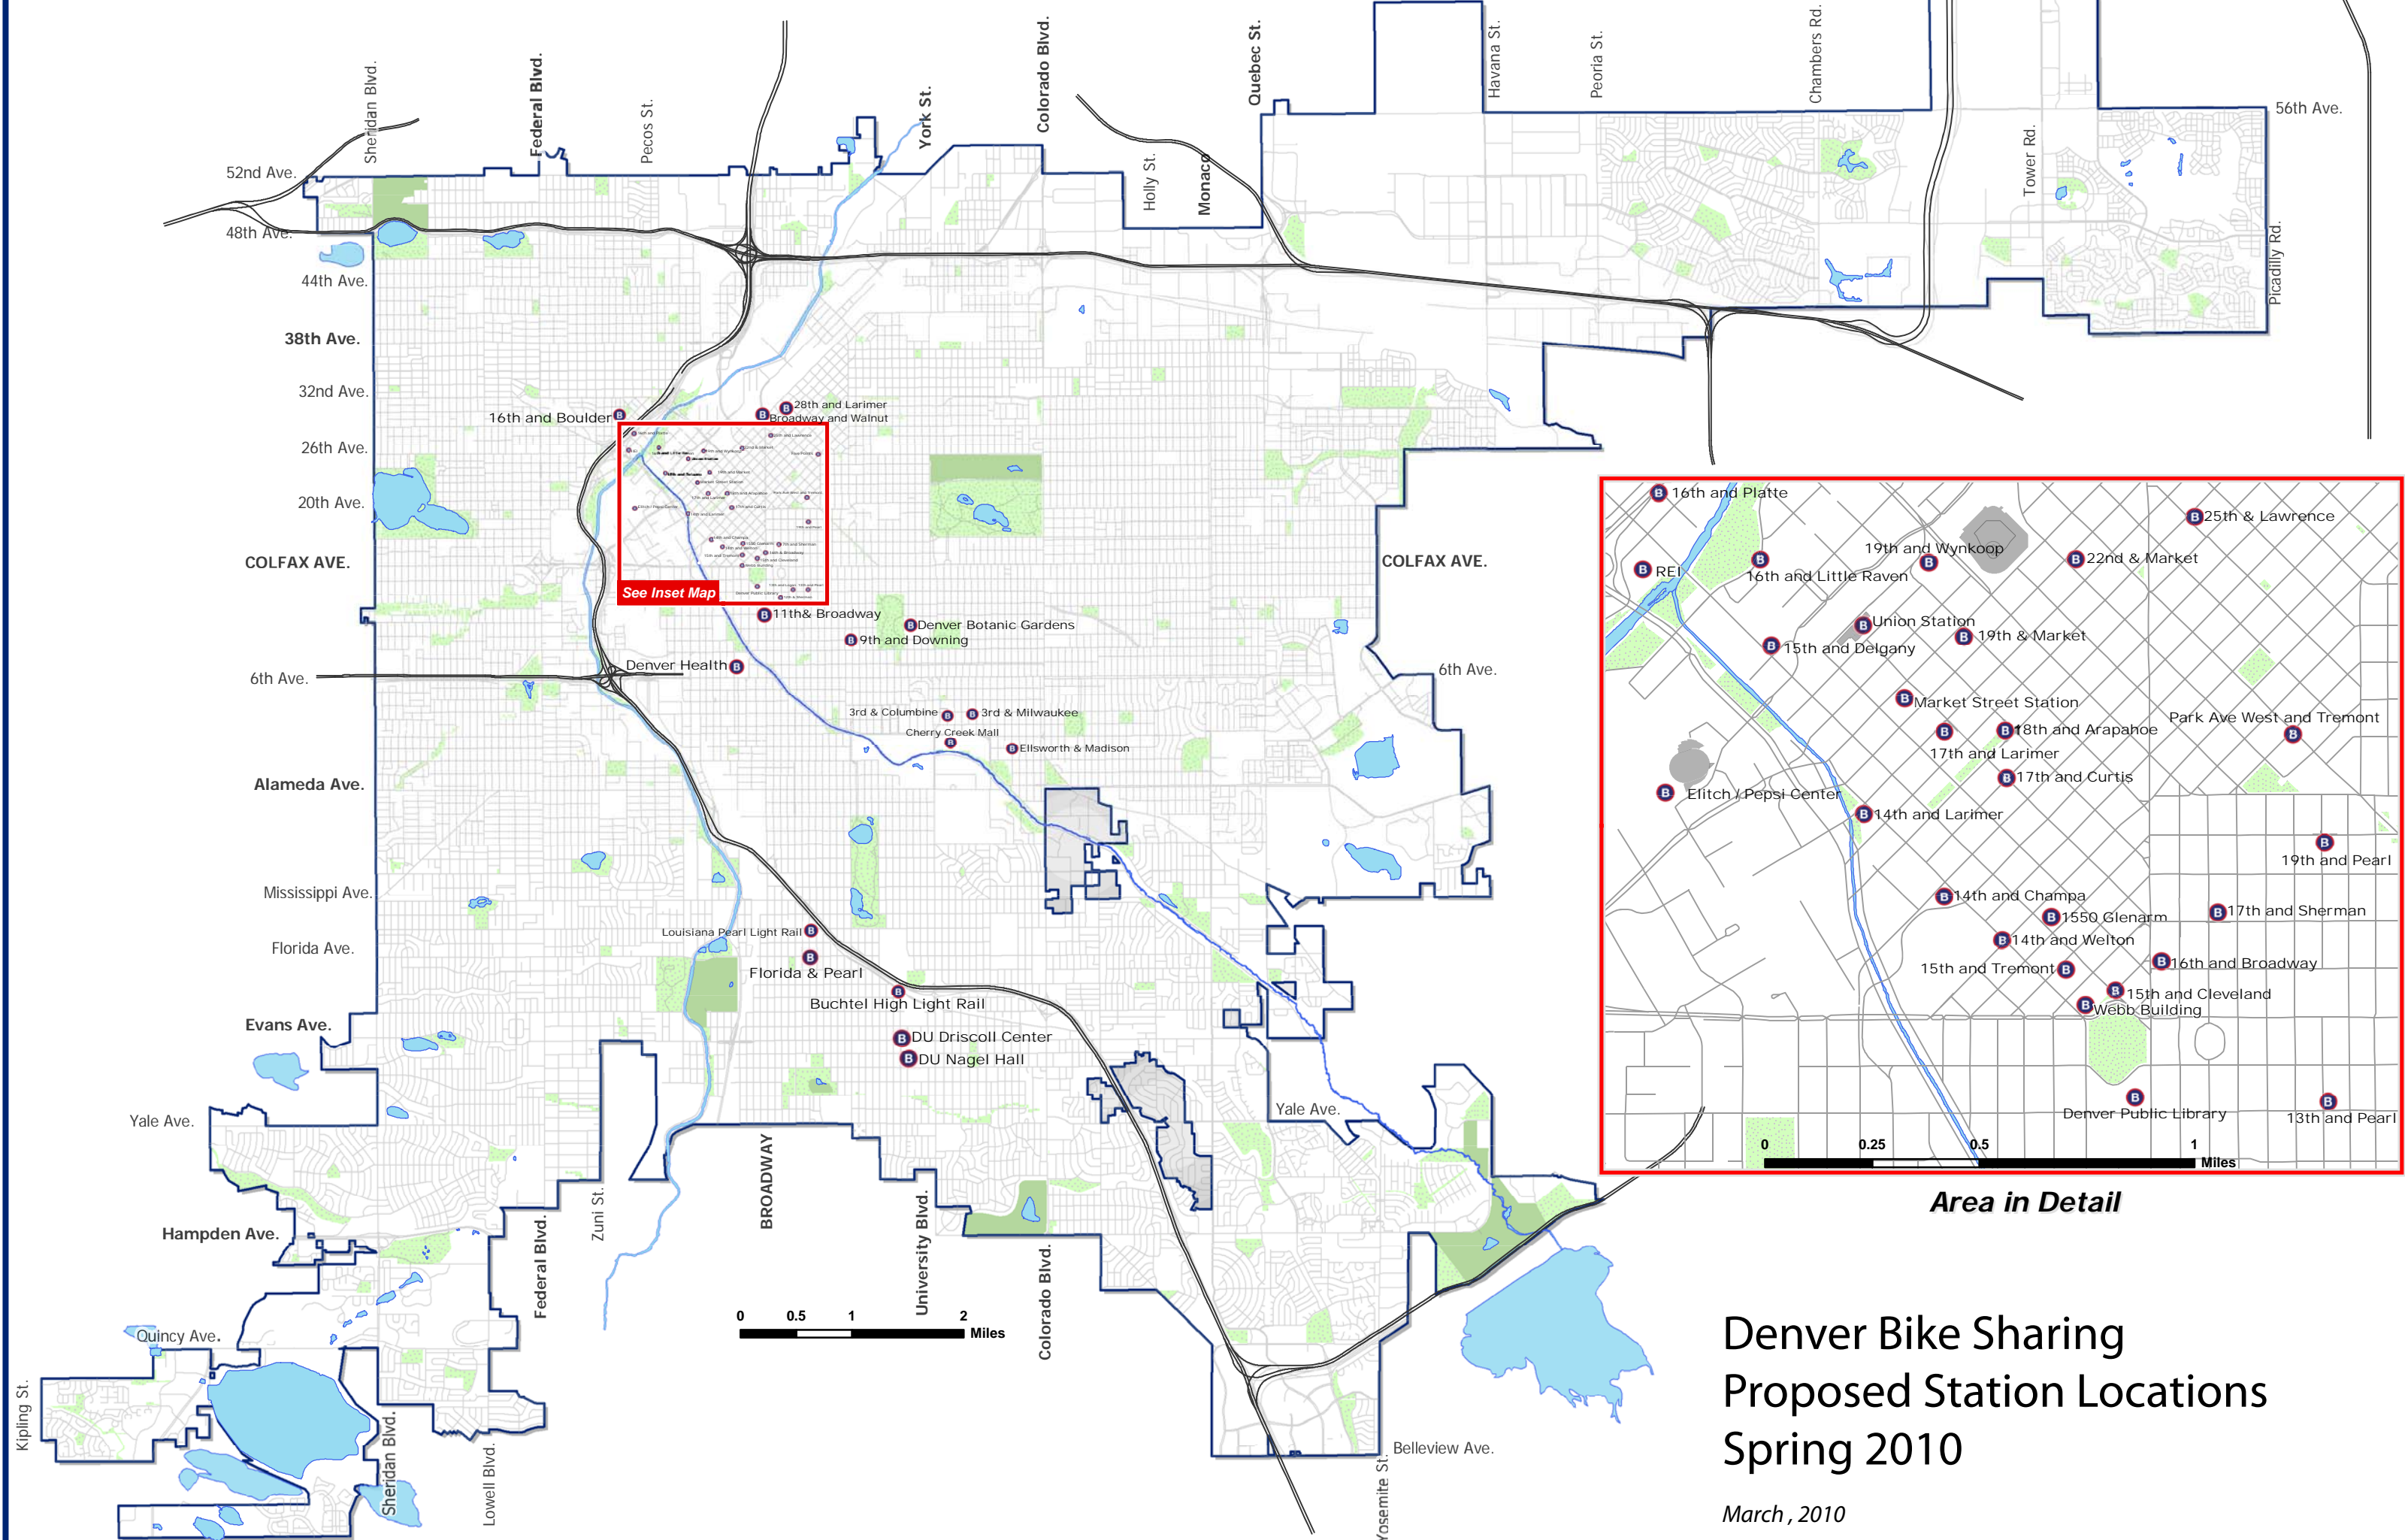 Sheridan Blvd.
Federal Blvd.
Pecos St.
York St.
Colorado Blvd.
Holly St.
Monaco
Quebec St.
Havana St.
Peoria St.
Chambers Rd.
Tower Rd.
56th Ave.
Picadilly Rd.
52nd Ave.
48th Ave.
44th Ave.
38th Ave.
32nd Ave.
26th Ave.
20th Ave.
COLFAX AVE.
6th Ave.
Alameda Ave.
Mississippi Ave.
Florida Ave.
Evans Ave.
Yale Ave.
Hampden Ave.
Quincy Ave.
Kipling St.
Sheridan Blvd.
Lowell Blvd.
Federal Blvd.
Zuni St.
BROADWAY
University Blvd.
Colorado Blvd.
Yosemite St.
Belleview Ave.
Yale Ave.
6th Ave.
COLFAX AVE.
B 16th and Boulder
B 28th and Larimer
B Broadway and Walnut
See Inset Map
B 11th& Broadway
B Denver Botanic Gardens
B 9th and Downing
Denver Health B
3rd & Columbine B
B 3rd & Milwaukee
Cherry Creek Mall
B
B Ellsworth & Madison
Louisiana Pearl Light Rail B
B
Florida & Pearl
B
Buchtel High Light Rail
B DU Driscoll Center
B DU Nagel Hall
0 0.5 1 2
Miles
B 16th and Platte
B 25th & Lawrence
19th and Wynkoop
B
B 22nd & Market
B REI
B
16th and Little Raven
B Union Station
B 19th & Market
B 15th and Delgany
B Market Street Station
Park Ave West and Tremont
B
B 18th and Arapahoe
B
17th and Larimer
B 17th and Curtis
B Elitch / Pepsi Center
B 14th and Larimer
B
19th and Pearl
B 14th and Champa
B 1550 Glenarm
B 17th and Sherman
B 14th and Welton
15th and Tremont B
B 16th and Broadway
B 15th and Cleveland
B Webb Building
B
Denver Public Library
B
13th and Pearl
0 0.25 0.5 1
Miles
Area in Detail
Denver Bike Sharing
Proposed Station Locations
Spring 2010
March , 2010